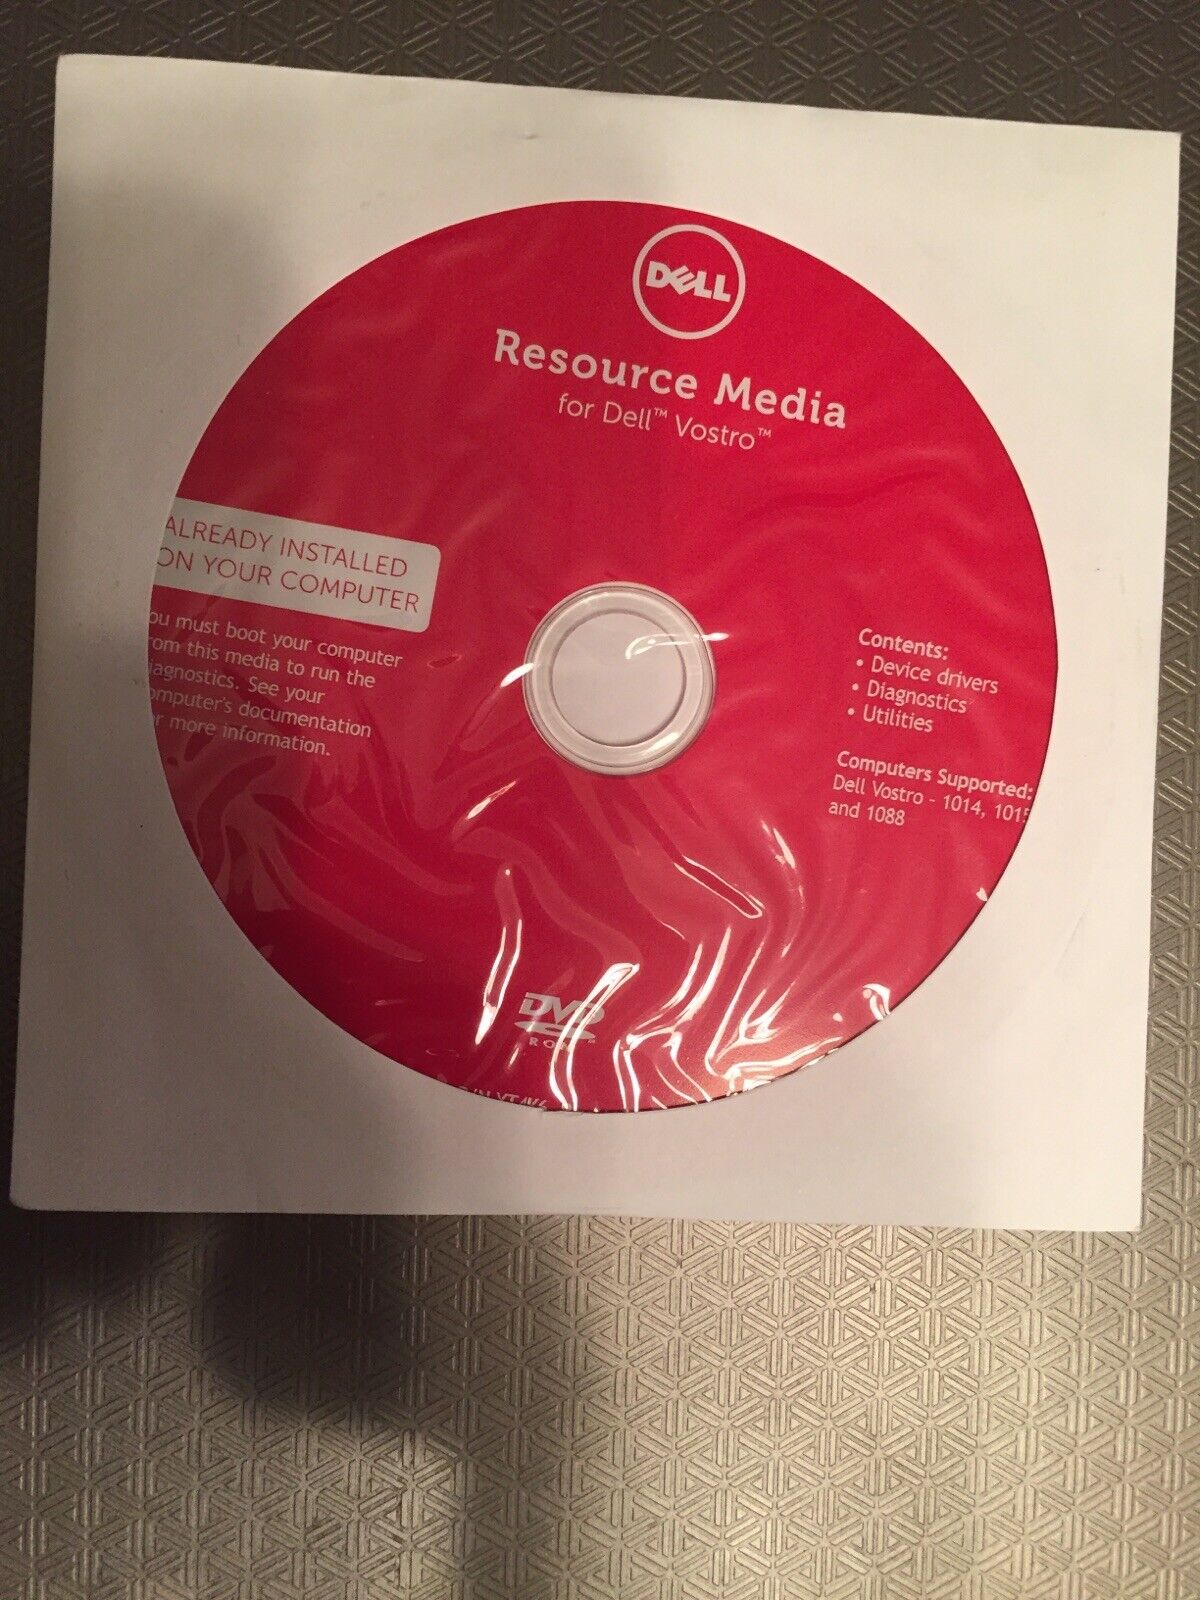 DELL
Resource Media
for Dell™ Vostro™
ALREADY INSTALLED
ON YOUR COMPUTER
ou must boot your computer
rom this media to run the
iagnostics. See your
omputer's documentation
r more information.
Contents:
• Device drivers
• Diagnostics
• Utilities
Computers Supported:
Dell Vostro - 1014, 1015
and 1088
DVD
ROM